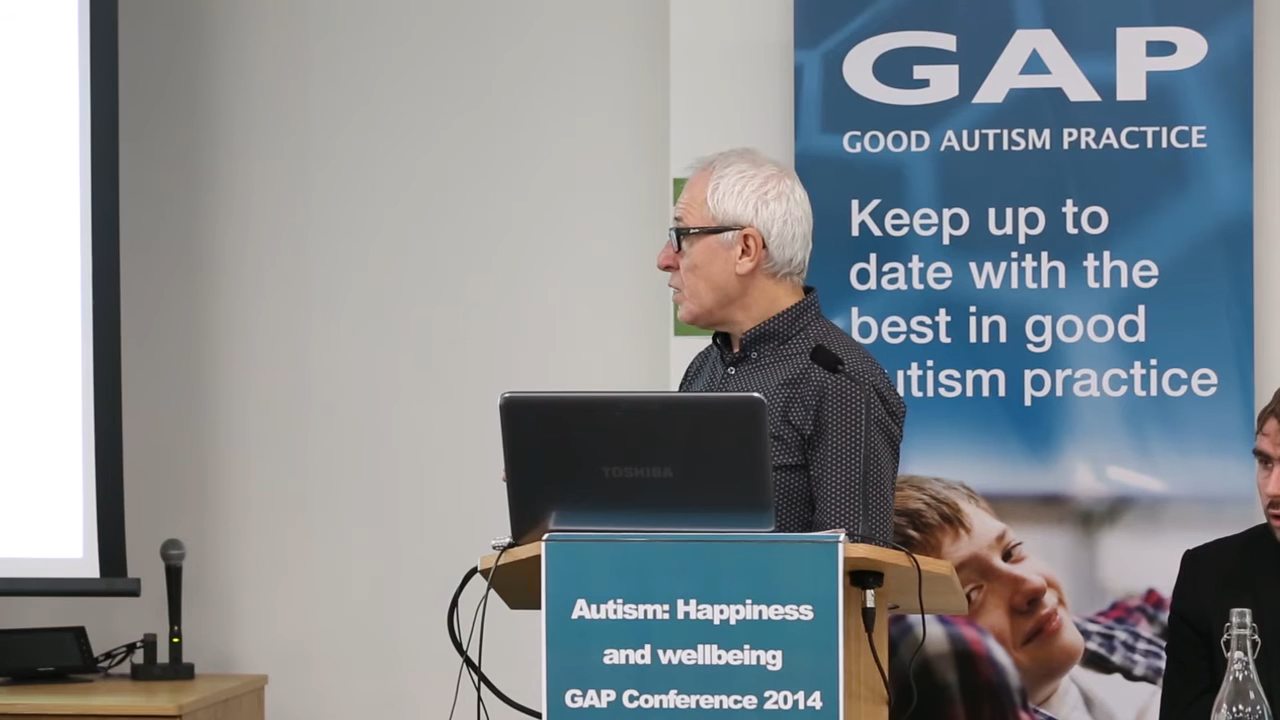 GAP
GOOD AUTISM PRACTICE
Keep up to
date with the
best in good
utism practice
TOSHIBA
Autism: Happiness
and wellbeing
GAP Conference 2014